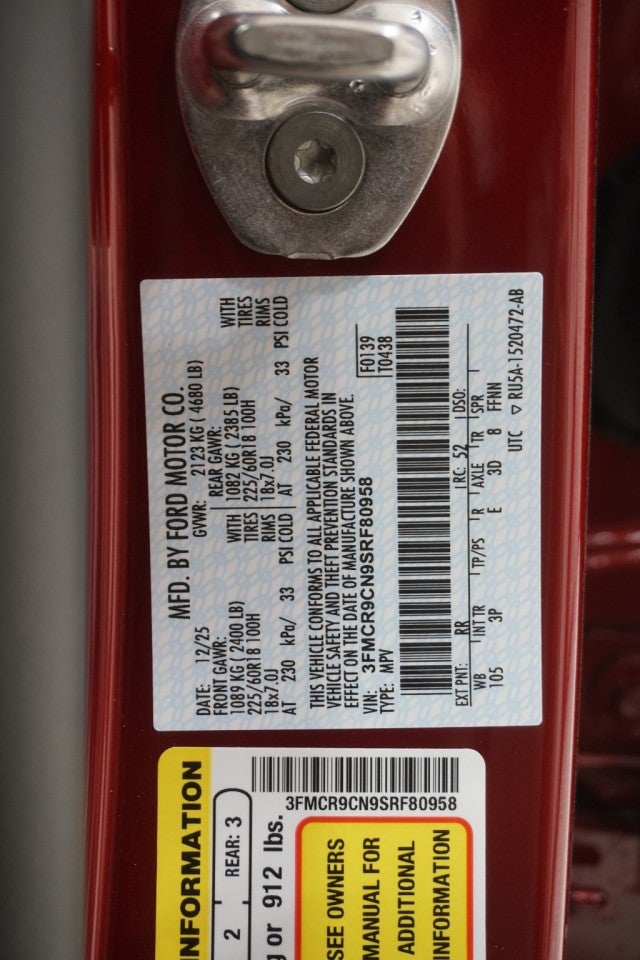 MFD. BY FORD MOTOR CO.
DATE: 12/25 GVWR: 2123 KG ( 4680 LB)
FRONT GAWR: REAR GAWR:
1089 KG ( 2400 LB) WITH 1082 KG ( 2385 LB) WITH
225/60R18 100H TIRES 225/60R18 100H TIRES
18x7.0J RIMS 18x7.0J RIMS
AT 230 kPa/ 33 PSI COLD AT 230 kPa/ 33 PSI COLD
THIS VEHICLE CONFORMS TO ALL APPLICABLE FEDERAL MOTOR
VEHICLE SAFETY AND THEFT PREVENTION STANDARDS IN
EFFECT ON THE DATE OF MANUFACTURE SHOWN ABOVE.
VIN: 3FMCR9CN9SRF80958
TYPE: MPV
F0139
T0438
EXT PNT: RR RC: 52 DSO:
WB INT TR TP/PS R AXLE TR SPR
105 3P E 3D 8 FFNN
UTC ▽ RU5A-1520472-AB
3FMCR9CN9SRF80958
INFORMATION
2 REAR: 3
or 912 lbs.
SEE OWNERS
MANUAL FOR
ADDITIONAL
INFORMATION